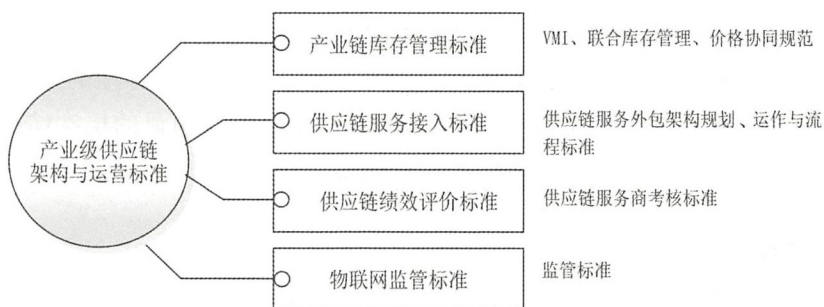 产业级供应链
架构与运营标准
产业链库存管理标准
VMI、联合库存管理、价格协同规范
供应链服务接入标准
供应链服务外包架构规划、运作与流
程标准
供应链绩效评价标准
供应链服务商考核标准
物联网监管标准
监管标准